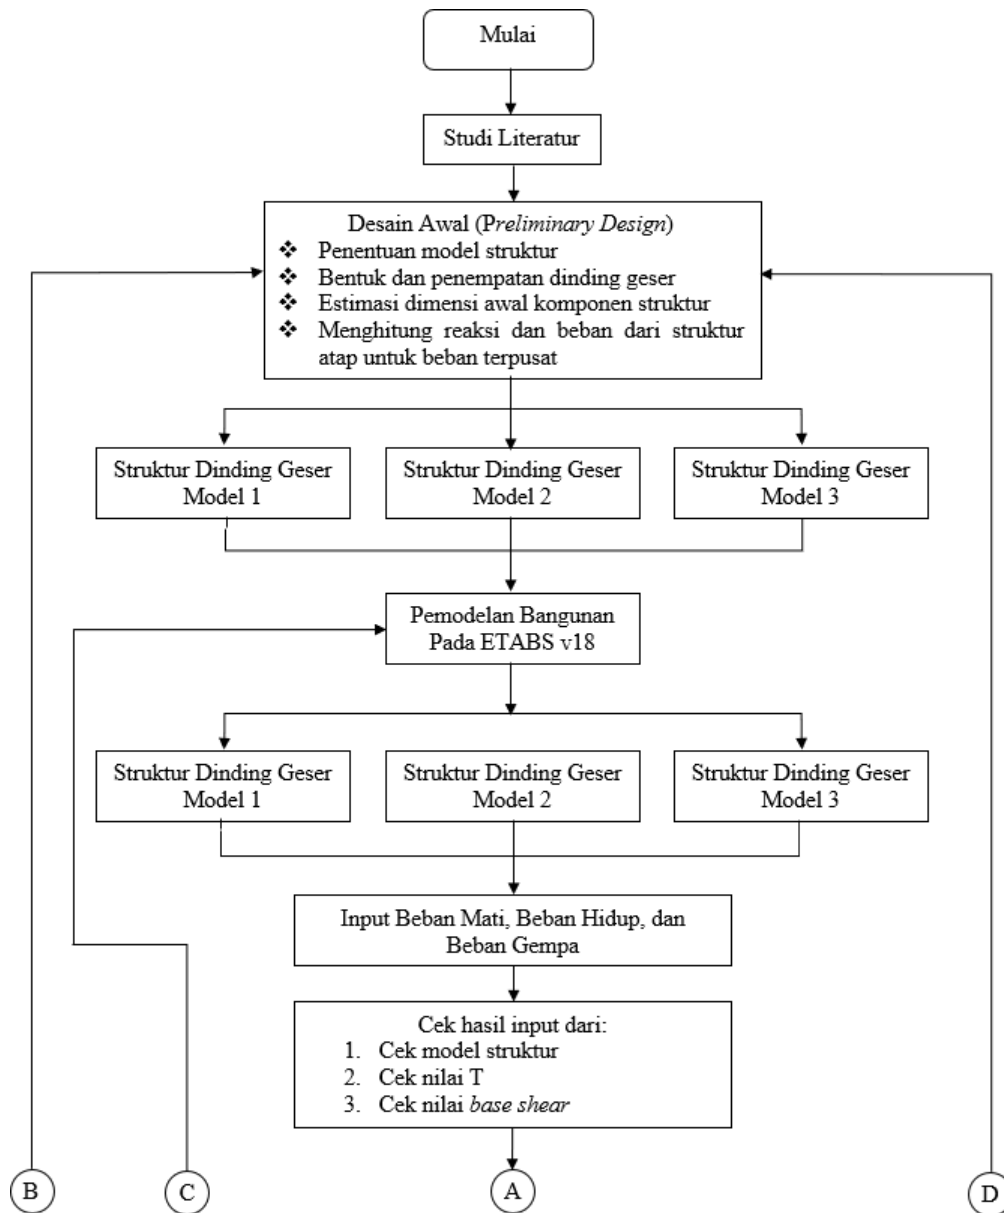 Mulai
Studi Literatur
Desain Awal (Preliminary Design)
❖ Penentuan model struktur
❖ Bentuk dan penempatan dinding geser
❖ Estimasi dimensi awal komponen struktur
❖ Menghitung reaksi dan beban dari struktur
atap untuk beban terpusat
Struktur Dinding Geser
Model 1
Struktur Dinding Geser
Model 2
Struktur Dinding Geser
Model 3
Pemodelan Bangunan
Pada ETABS v18
Struktur Dinding Geser
Model 1
Struktur Dinding Geser
Model 2
Struktur Dinding Geser
Model 3
Input Beban Mati, Beban Hidup, dan
Beban Gempa
Cek hasil input dari:
1. Cek model struktur
2. Cek nilai T
3. Cek nilai base shear
B
C
A
D